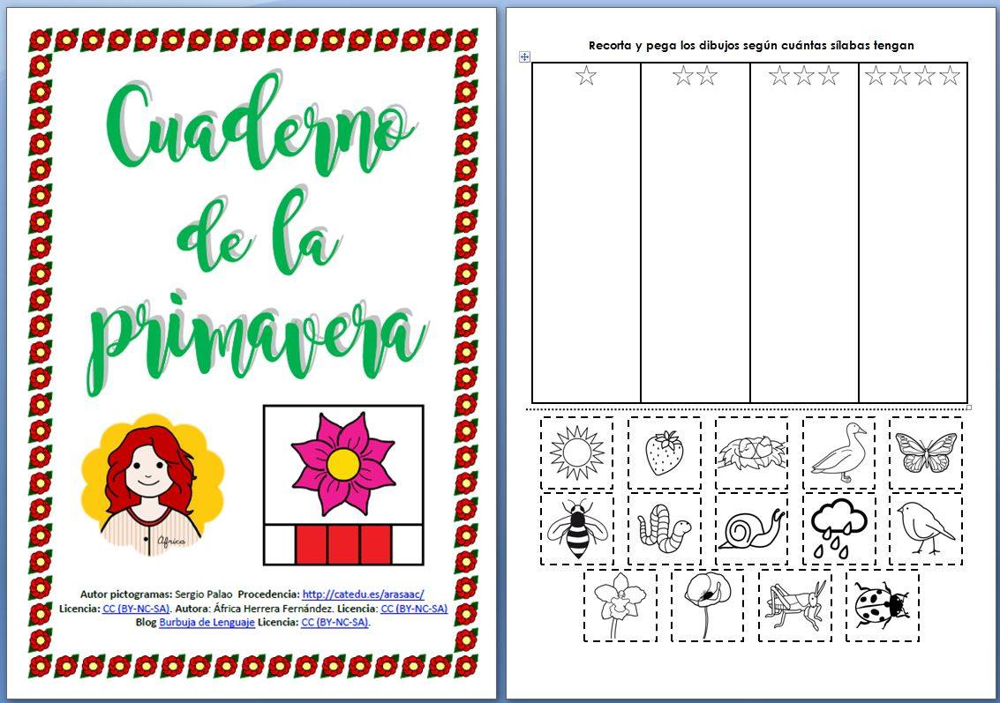 Cuaderno
de la
primavera
África
Autor pictogramas: Sergio Palao Procedencia: http://catedu.es/arasaac/
Licencia: CC (BY-NC-SA). Autora: África Herrera Fernández. Licencia: CC (BY-NC-SA)
Blog Burbuja de Lenguaje Licencia: CC (BY-NC-SA).
Recorta y pega los dibujos según cuántas sílabas tengan